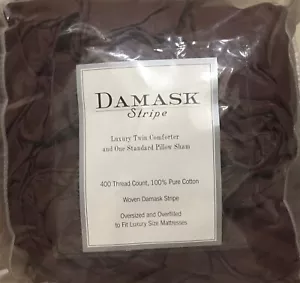 DAMASK
Stripe
Luxury Twin Comforter
and One Standard Pillow Sham
400 Thread Count, 100% Pure Cotton
Woven Damask Stripe
Oversized and Overfilled
to Fit Luxury Size Mattresses